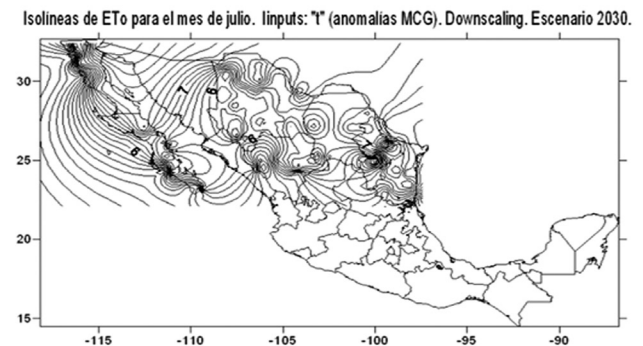 Isolíneas de ETo para el mes de julio. Iinputs: "t" (anomalías MCG). Downscaling. Escenario 2030.
30
25
20
15
-115 -110 -105 -100 -95 -90